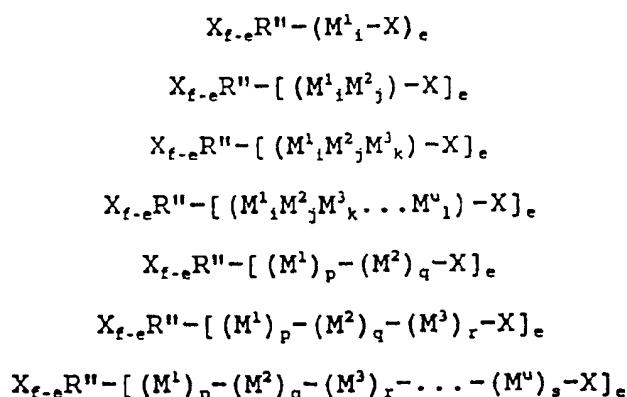 X_{f-e}R"-(M^1_i-X)_e
X_{f-e}R"-[(M^1_iM^2_j)-X]_e
X_{f-e}R"-[(M^1_iM^2_jM^3_k)-X]_e
X_{f-e}R"-[(M^1_iM^2_jM^3_k...M^u_l)-X]_e
X_{f-e}R"-[(M^1)_p-(M^2)_q-X]_e
X_{f-e}R"-[(M^1)_p-(M^2)_q-(M^3)_r-X]_e
X_{f-e}R"-[(M^1)_p-(M^2)_q-(M^3)_r-...-(M^u)_s-X]_e